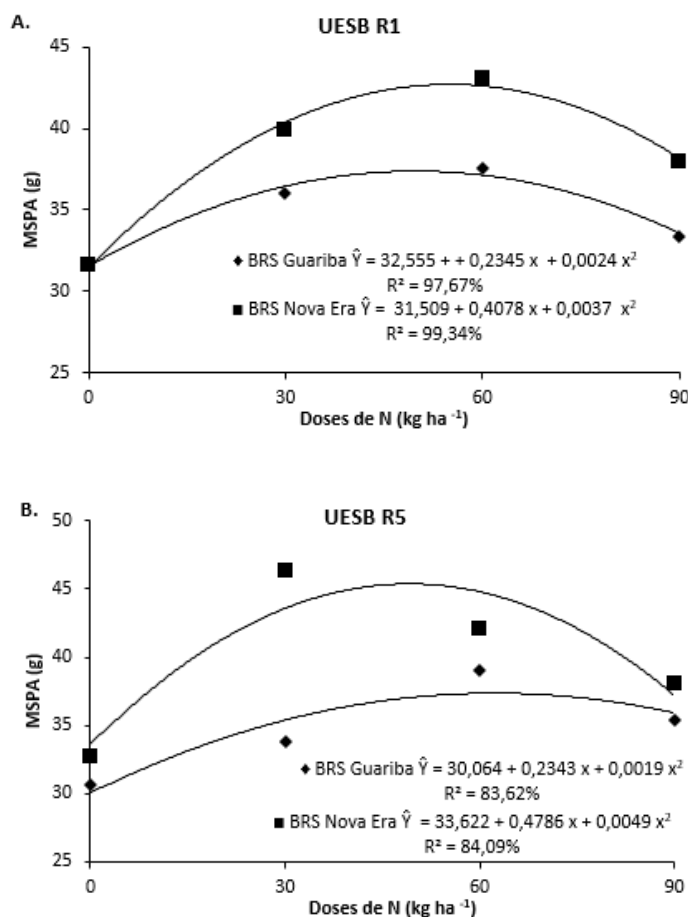 A.
UESB R1
45
40
35
30
25
MSPA (g)
◆ BRS Guariba Ŷ = 32,555 + + 0,2345 x + 0,0024 x²
R² = 97,67%
■ BRS Nova Era Ŷ = 31,509 + 0,4078 x + 0,0037 x²
R² = 99,34%
0 30 60 90
Doses de N (kg ha ⁻¹)
B.
UESB R5
50
45
40
35
30
25
MSPA (g)
◆ BRS Guariba Ŷ = 30,064 + 0,2343 x + 0,0019 x²
R² = 83,62%
■ BRS Nova Era Ŷ = 33,622 + 0,4786 x + 0,0049 x²
R² = 84,09%
0 30 60 90
Doses de N (kg ha ⁻¹)